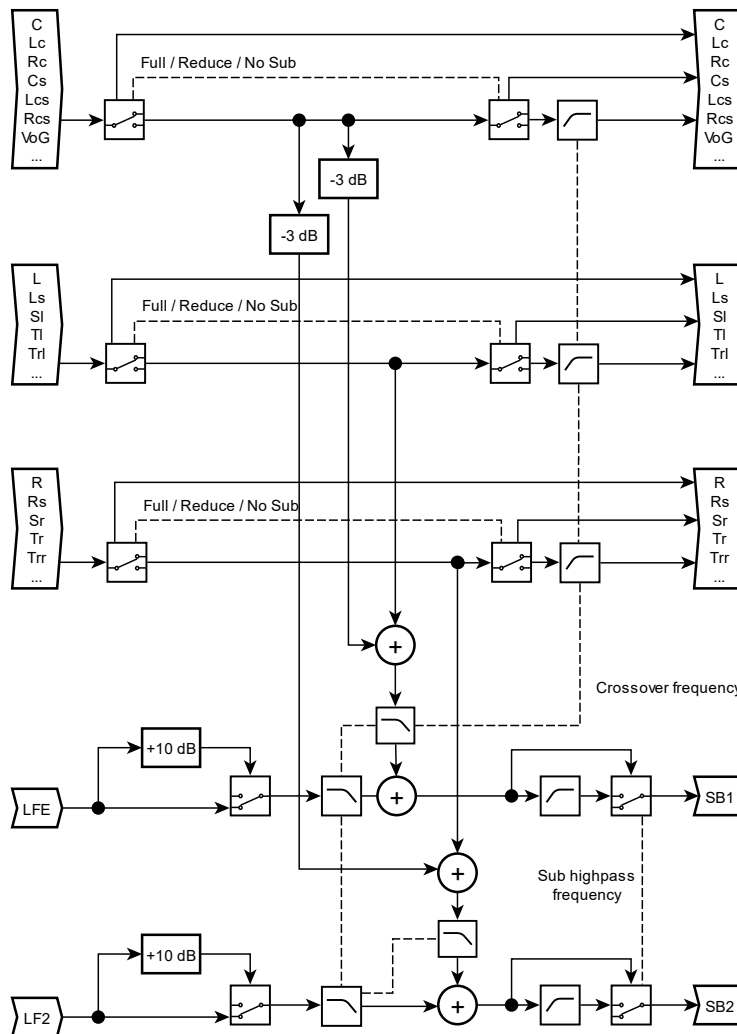 C
Lc
Rc
Cs
Lcs
Rcs
VoG
...
Full / Reduce / No Sub
C
Lc
Rc
Cs
Lcs
Rcs
VoG
...
-3 dB
-3 dB
L
Ls
Sl
Tl
Trl
...
Full / Reduce / No Sub
L
Ls
Sl
Tl
Trl
...
R
Rs
Sr
Tr
Trr
...
Full / Reduce / No Sub
R
Rs
Sr
Tr
Trr
...
+
Crossover frequency
+10 dB
LFE
+
SB1
+
Sub highpass
frequency
+10 dB
LF2
+
SB2